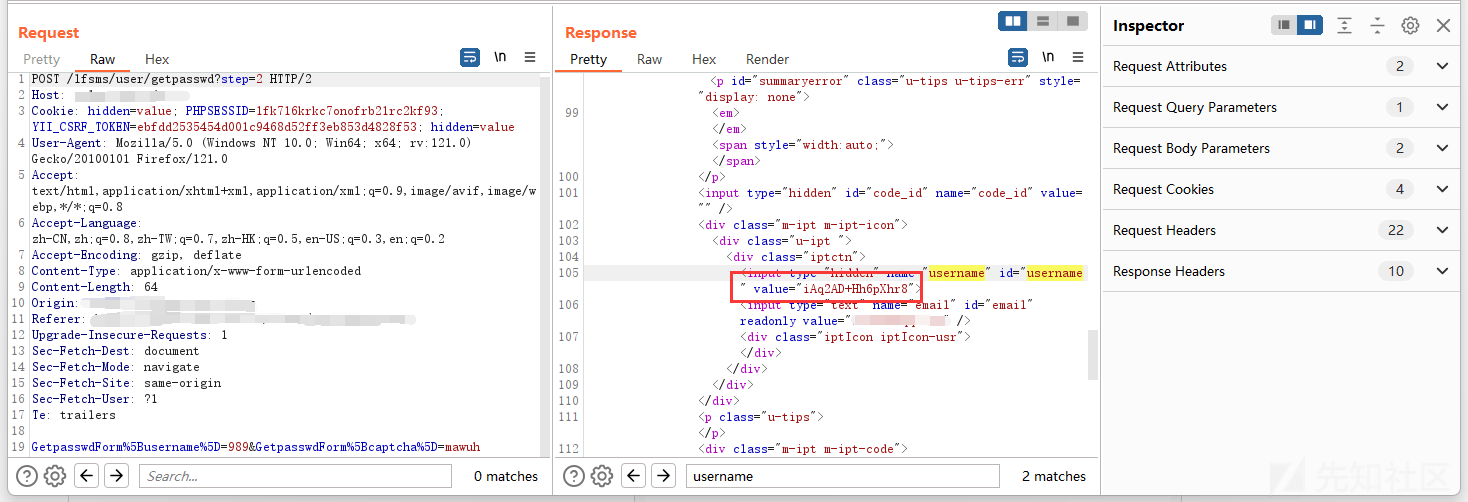 Request
Pretty Raw Hex
\n
1 POST /lfsms/user/getpasswd?step=2 HTTP/2
2 Host:
3 Cookie: hidden=value; PHPSESSID=1fk716krkc7onofrb21rc2kf93;
YII_CSRF_TOKEN=ebfdd2535454d001c9468d52ff3eb853d4828f53; hidden=value
4 User-Agent: Mozilla/5.0 (Windows NT 10.0; Win64; x64; rv:121.0)
Gecko/20100101 Firefox/121.0
5 Accept:
text/html,application/xhtml+xml,application/xml;q=0.9,image/avif,image/w
ebp,*/*;q=0.8
6 Accept-Language:
zh-CN,zh;q=0.8,zh-TW;q=0.7,zh-HK;q=0.5,en-US;q=0.3,en;q=0.2
7 Accept-Encoding: gzip, deflate
8 Content-Type: application/x-www-form-urlencoded
9 Content-Length: 64
10 Origin:
11 Referer:
12 Upgrade-Insecure-Requests: 1
13 Sec-Fetch-Dest: document
14 Sec-Fetch-Mode: navigate
15 Sec-Fetch-Site: same-origin
16 Sec-Fetch-User: ?1
17 Te: trailers
18
19 GetpasswdForm%5Busername%5D=989&GetpasswdForm%5Bcaptcha%5D=mawuh
Search...
0 matches
Response
Pretty Raw Hex Render
\n
<p id="summaryerror" class="u-tips u-tips-err" style=
"display: none">
99 <em>
</em>
<span style="width:auto;">
</span>
100 </p>
101 <input type="hidden" id="code_id" name="code_id" value=
"" />
102 <div class="m-ipt m-ipt-icon">
103 <div class="u-ipt ">
104 <div class="iptctn">
105 <input type="hidden" name="username" id="username
" value="iAq2AD+Hh6pXhr8">
106 <input type="text" name="email" id="email"
readonly value=" " />
107 <div class="iptIcon iptIcon-usr">
</div>
108 </div>
109 </div>
110 </div>
111 <p class="u-tips">
</p>
112 <div class="m-ipt m-ipt-code">
username
2 matches
Inspector
Request Attributes 2
Request Query Parameters 1
Request Body Parameters 2
Request Cookies 4
Request Headers 22
Response Headers 10
先知社区